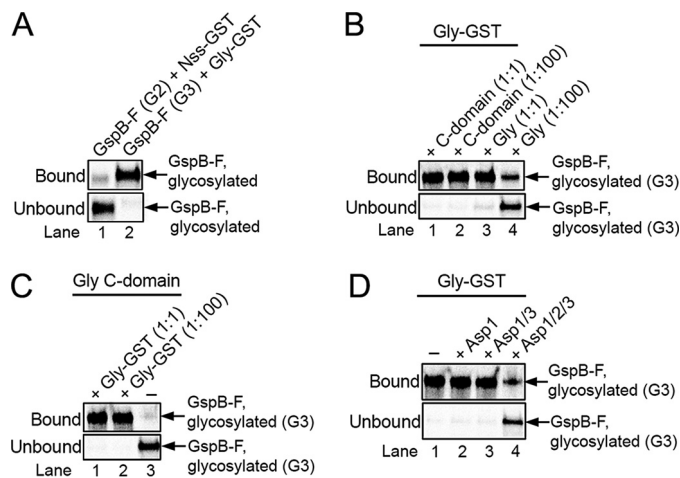 A
GspB-F (G2) + Nss-GST
GspB-F (G3) + Gly-GST
Bound
GspB-F,
glycosylated
Unbound
GspB-F,
glycosylated
Lane 1 2
B
Gly-GST
+ C-domain (1:1)
+ C-domain (1:100)
+ Gly (1:1)
+ Gly (1:100)
Bound
GspB-F,
glycosylated (G3)
Unbound
GspB-F,
glycosylated (G3)
Lane 1 2 3 4
C
Gly C-domain
+ Gly-GST (1:1)
+ Gly-GST (1:100)
–
Bound
GspB-F,
glycosylated (G3)
Unbound
GspB-F,
glycosylated (G3)
Lane 1 2 3
D
Gly-GST
–
+ Asp1
+ Asp1/3
+ Asp1/2/3
Bound
GspB-F,
glycosylated (G3)
Unbound
GspB-F,
glycosylated (G3)
Lane 1 2 3 4